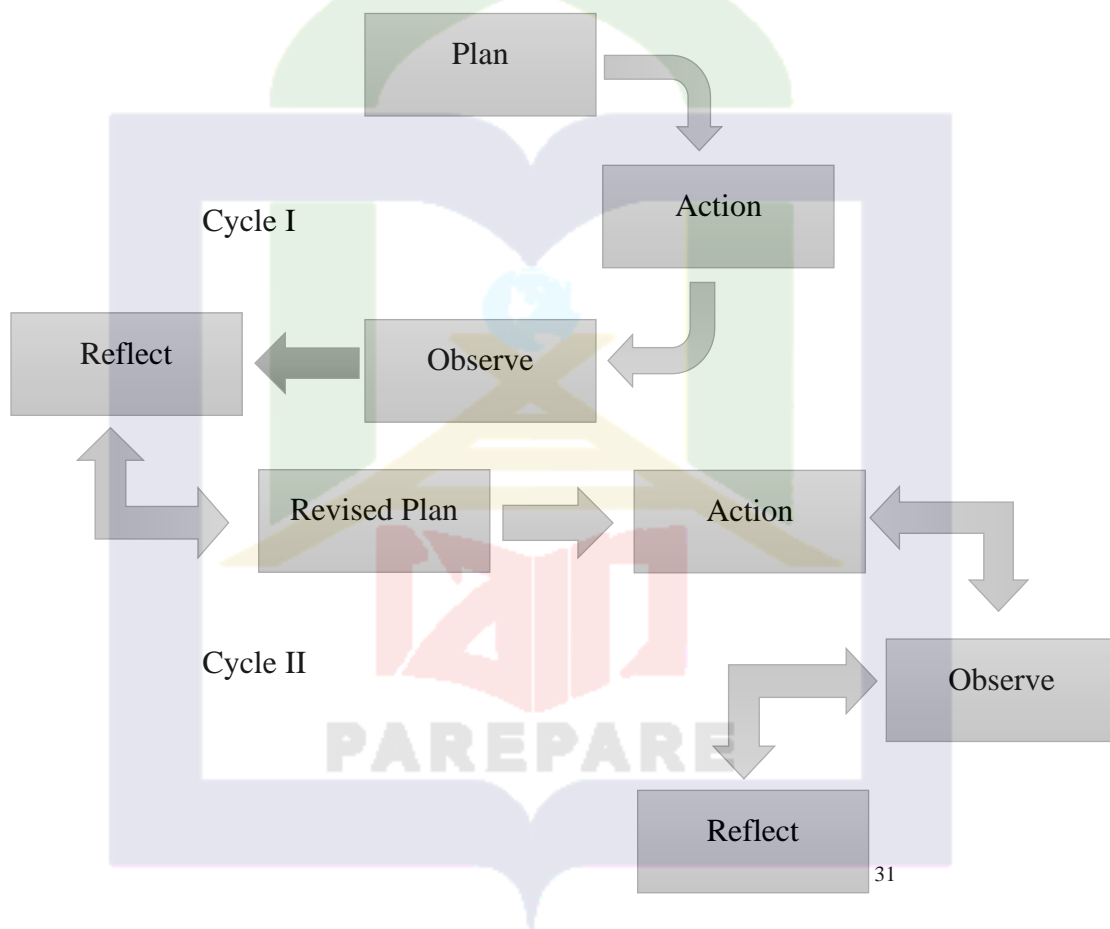 Plan
Action
Cycle I
Reflect
Observe
Revised Plan
Action
Cycle II
Observe
PAREPARE
Reflect
31